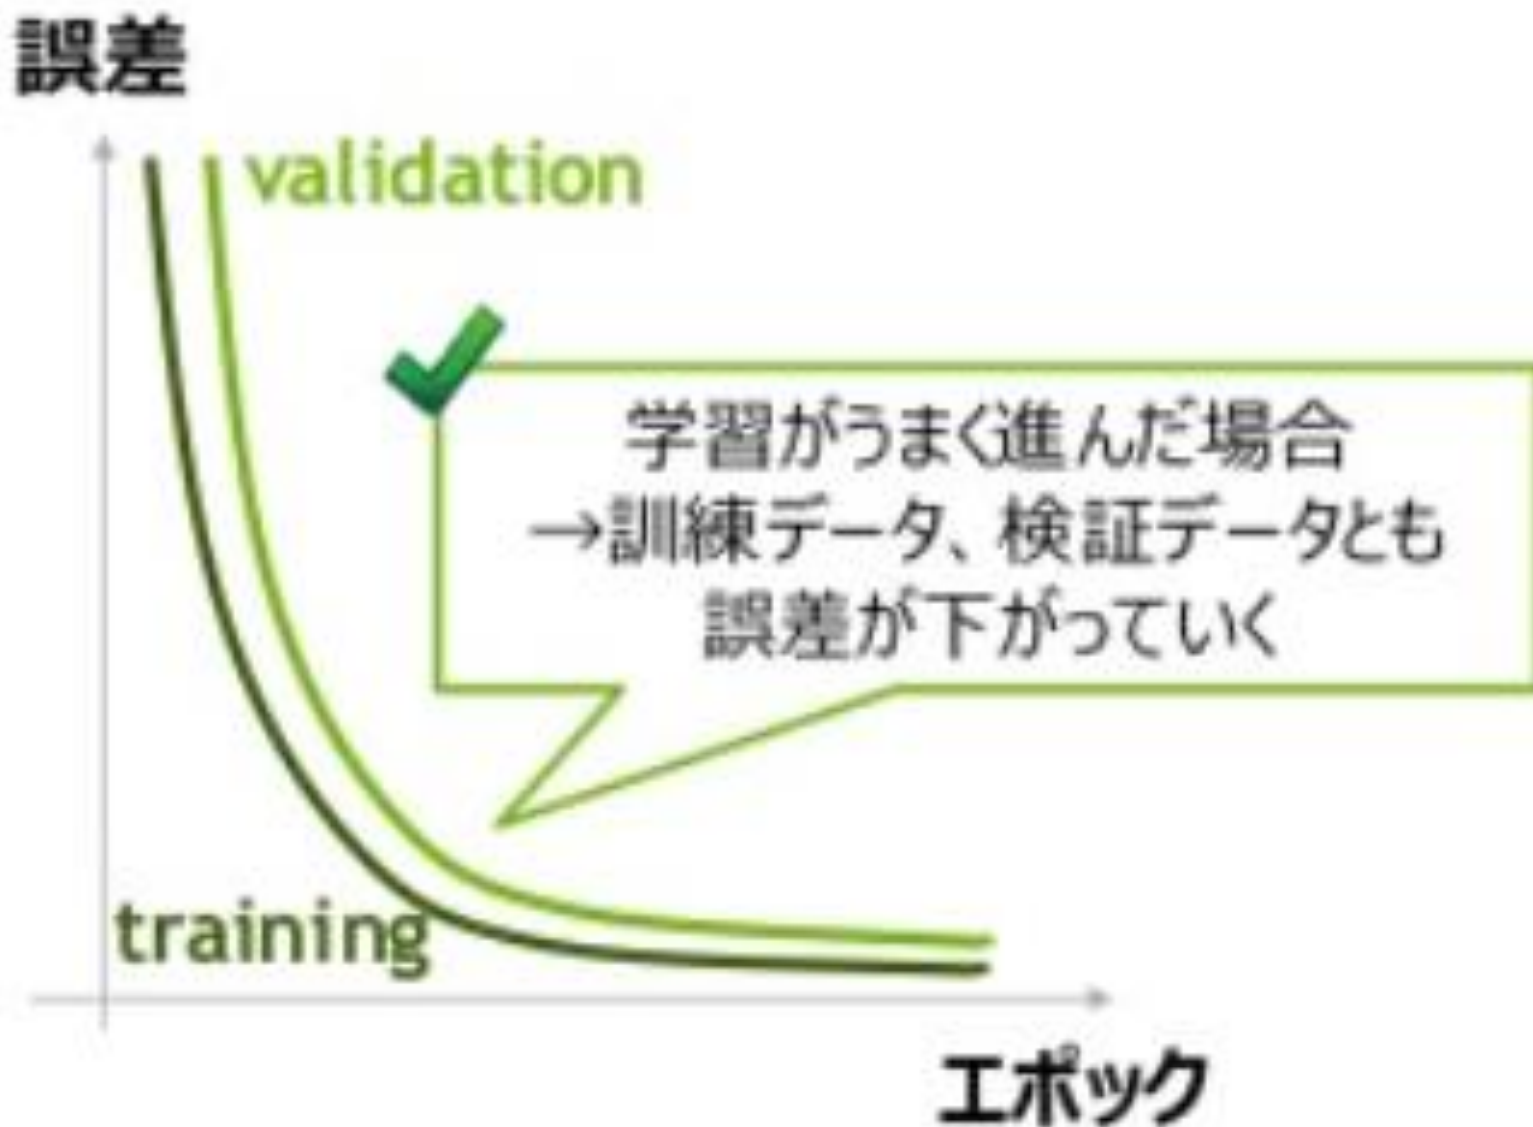 誤差
validation
学習がうまく進んだ場合
→訓練データ、検証データとも
誤差が下がっていく
training
エポック